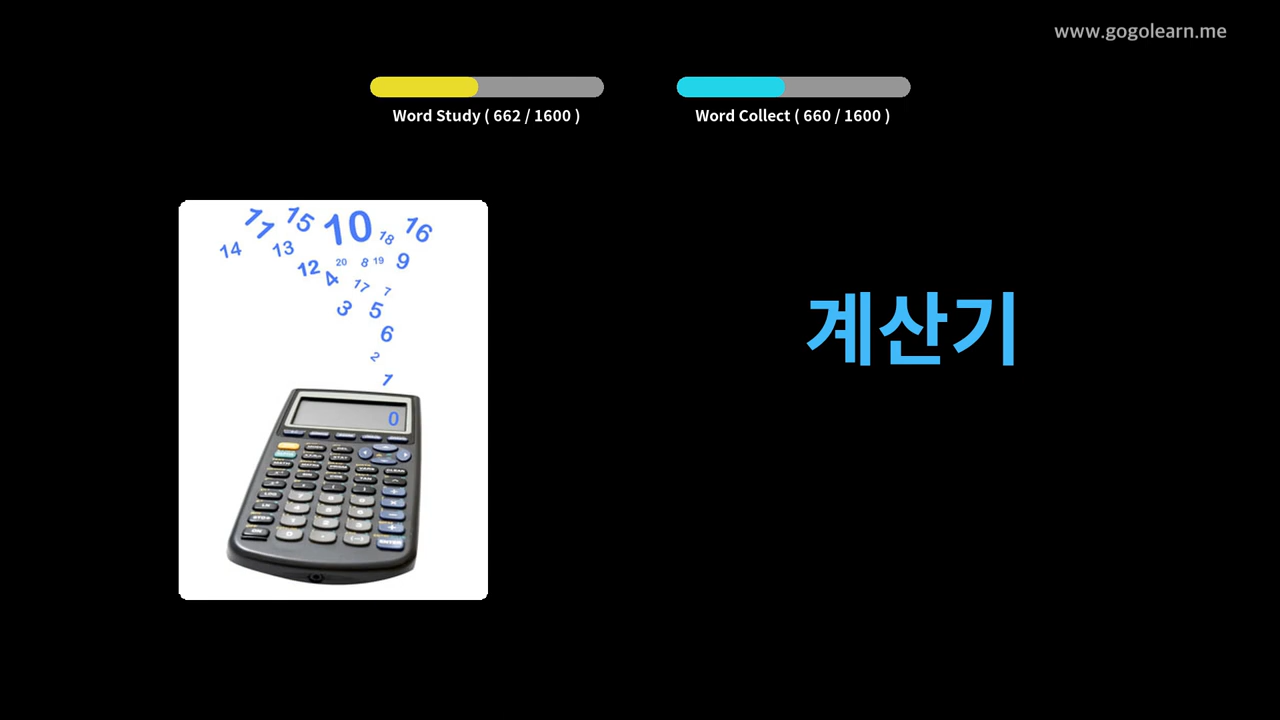 www.gogolearn.me
Word Study ( 662 / 1600 )
Word Collect ( 660 / 1600 )
11 15 10 18 16
14 13
12 20 8 19 9
4 17 7
3 5
6
2
1
0
계산기